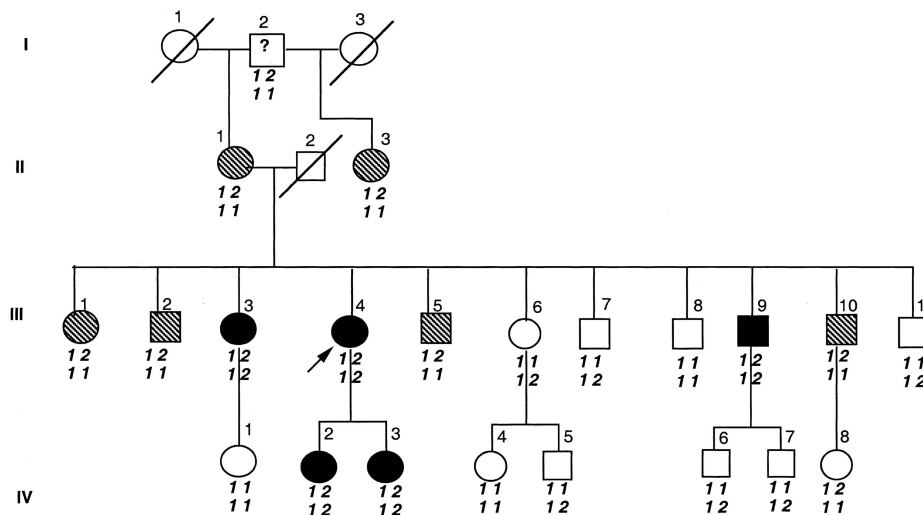 1 2 3
I ?
1 2
1 1
1 2 3
II
1 2 1 2
1 1 1 1
1 2 3 4 5 6 7 8 9 10 1
III
1 2 1 2 1 2 1 2 1 2 1 1 1 1 1 1 1 2 1 2 1 1
1 1 1 1 1 2 1 2 1 1 1 2 1 2 1 1 1 2 1 1 1 2
1 2 3 4 5 6 7 8
1 1 1 2 1 2 1 1 1 1 1 1 1 1 1 2
1 1 1 2 1 2 1 1 1 2 1 2 1 2 1 1
IV